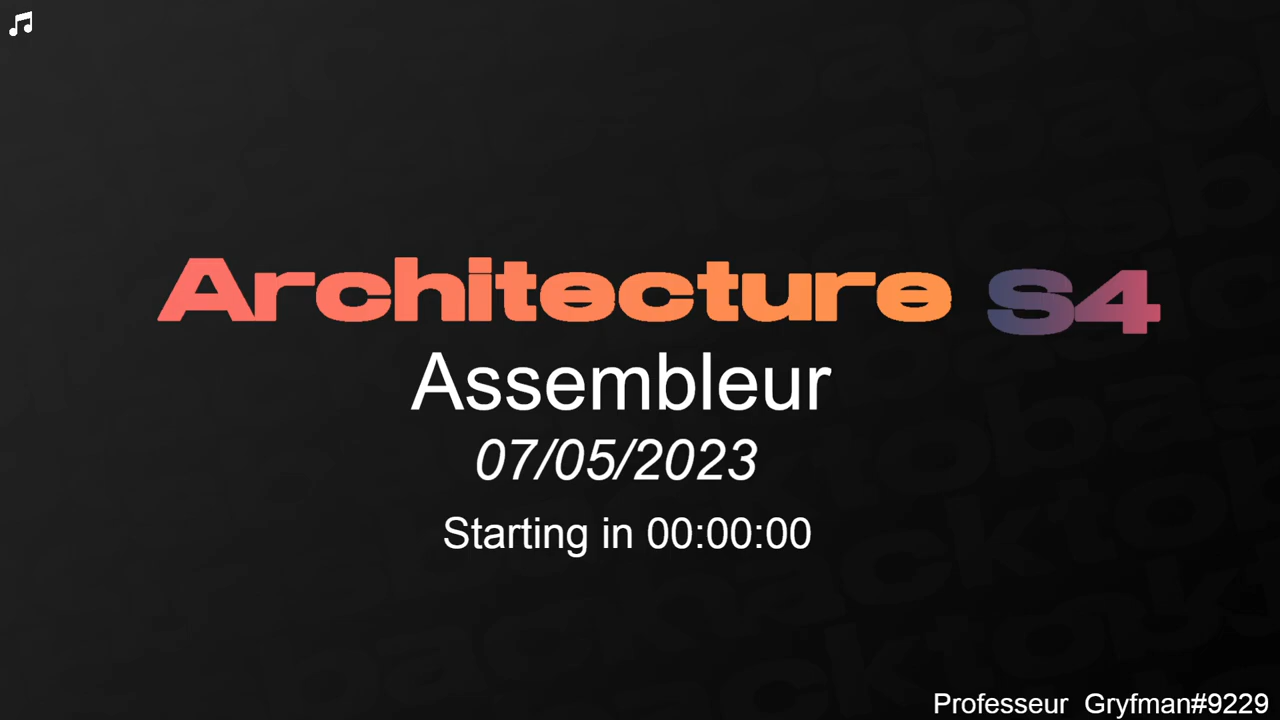 Architecture S4
Assembleur
07/05/2023
Starting in 00:00:00
Professeur Gryfman#9229